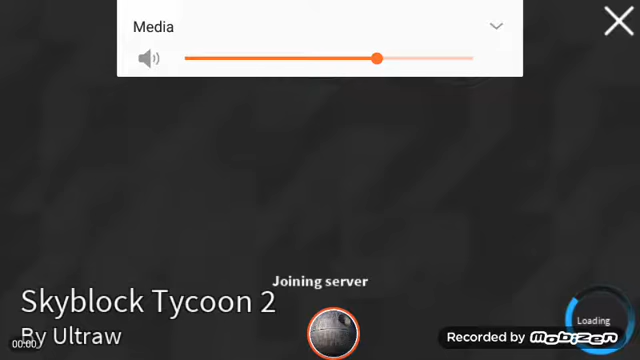 Media
Joining server
Skyblock Tycoon 2
By Ultraw
00:00
Loading
Recorded by Mobizen